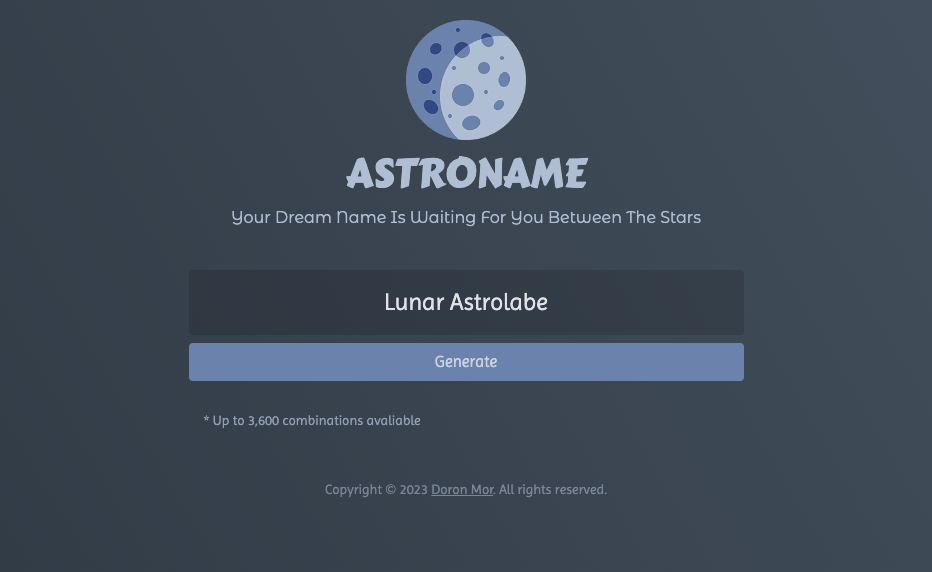 ASTRONAME
Your Dream Name Is Waiting For You Between The Stars
Lunar Astrolabe
Generate
* Up to 3,600 combinations avaliable
Copyright © 2023 Doron Mor. All rights reserved.